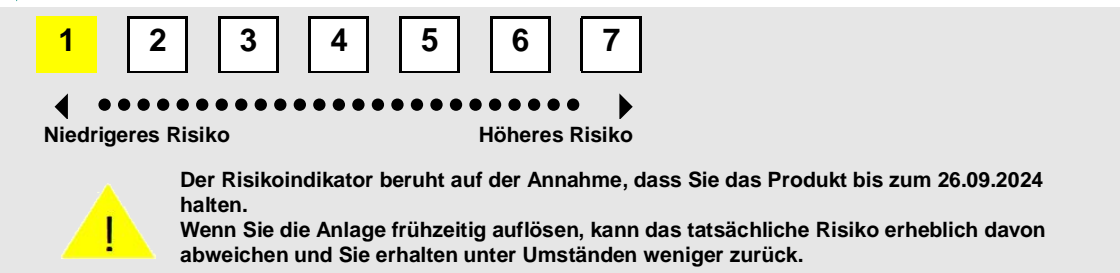 1 2 3 4 5 6 7
Niedrigeres Risiko Höheres Risiko
Der Risikoindikator beruht auf der Annahme, dass Sie das Produkt bis zum 26.09.2024
halten.
Wenn Sie die Anlage frühzeitig auflösen, kann das tatsächliche Risiko erheblich davon
abweichen und Sie erhalten unter Umständen weniger zurück.
!